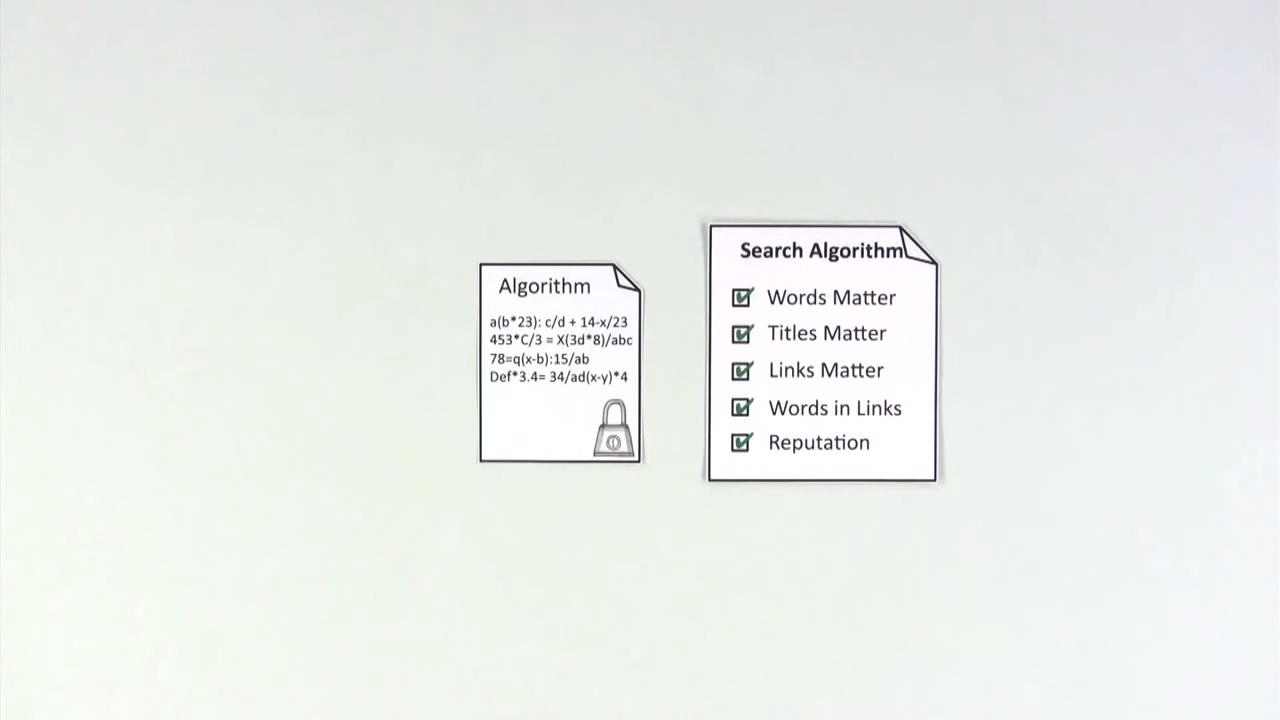 Algorithm
a(b*23): c/d + 14-x/23
453*C/3 = X(3d*8)/abc
78=q(x-b):15/ab
Def*3.4= 34/ad(x-y)*4
Search Algorithm
Words Matter
Titles Matter
Links Matter
Words in Links
Reputation